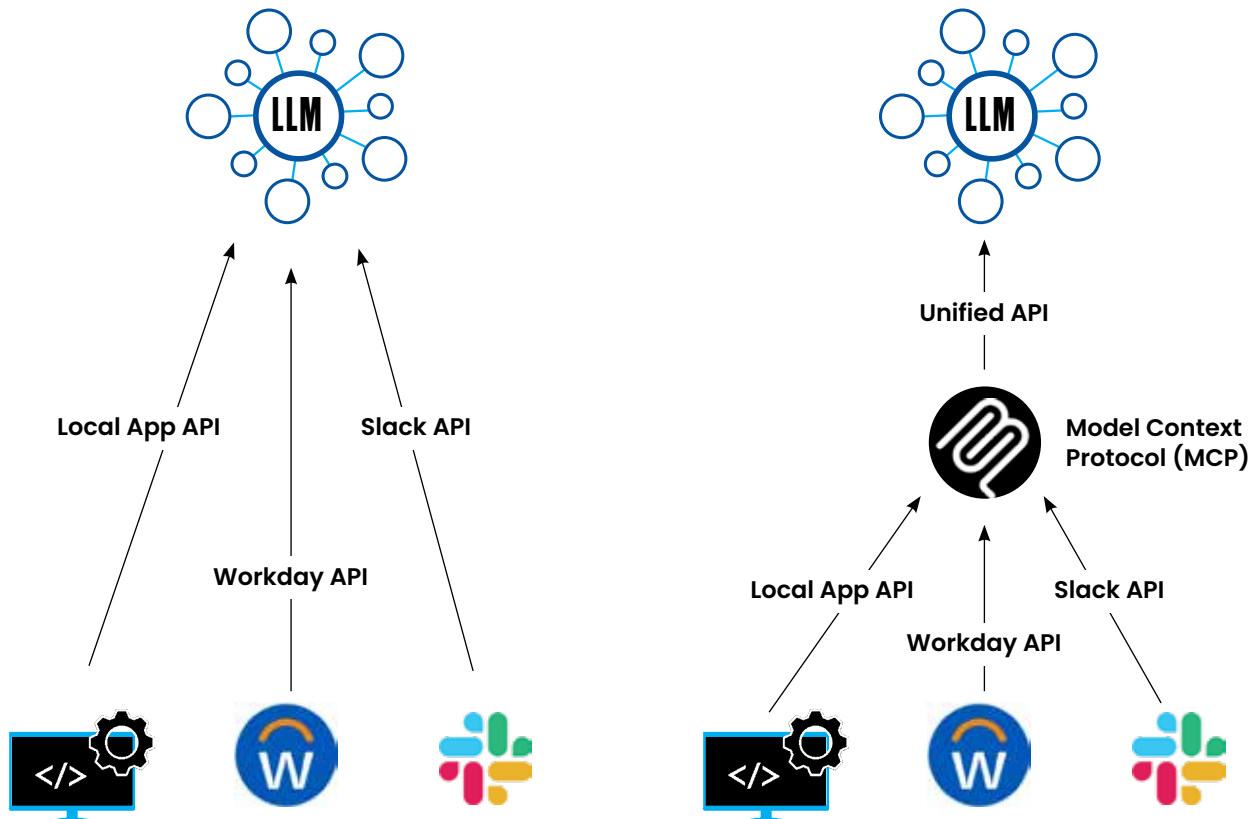 LLM
Local App API
Slack API
Workday API
</>
W
LLM
Unified API
Model Context
Protocol (MCP)
Local App API
Slack API
Workday API
</>
W